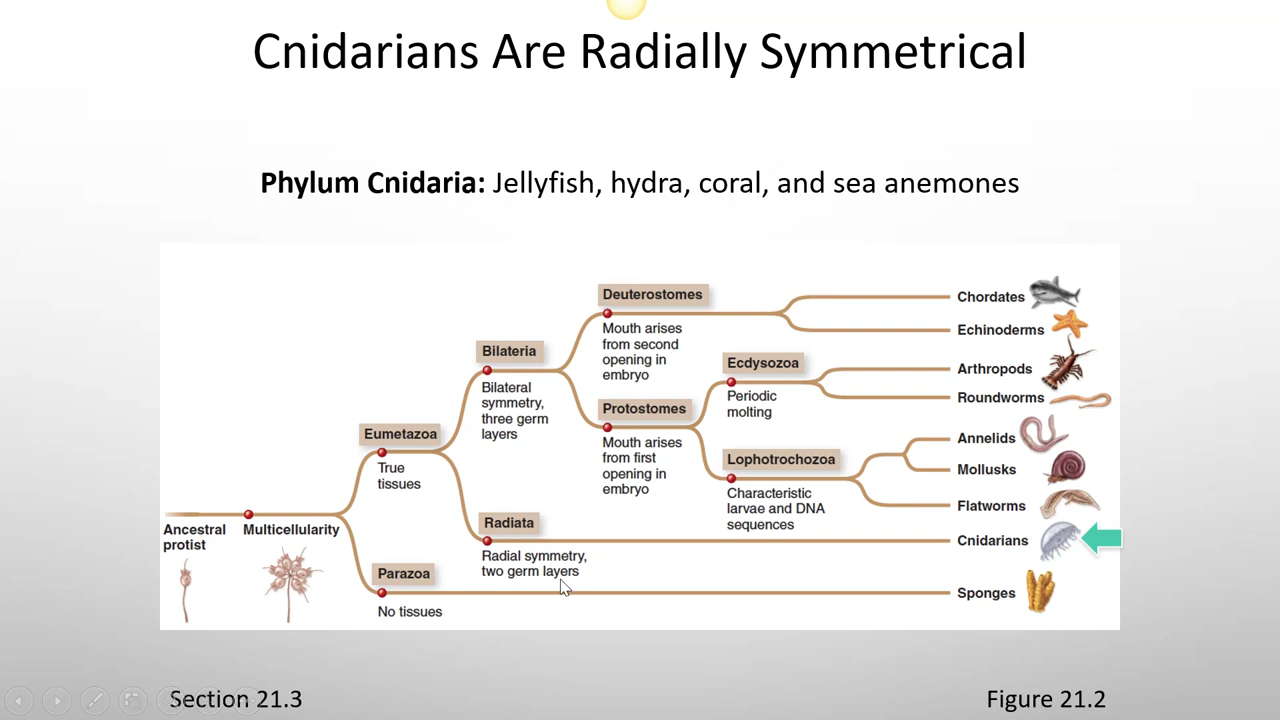 Cnidarians Are Radially Symmetrical
Phylum Cnidaria: Jellyfish, hydra, coral, and sea anemones
Deuterostomes
Mouth arises
from second
opening in
embryo
Chordates
Echinoderms
Bilateria
Bilateral
symmetry,
three germ
layers
Ecdysozoa
Periodic
molting
Arthropods
Roundworms
Protostomes
Mouth arises
from first
opening in
embryo
Eumetazoa
True
tissues
Lophotrochozoa
Characteristic
larvae and DNA
sequences
Annelids
Mollusks
Flatworms
Ancestral
protist
Multicellularity
Radiata
Radial symmetry,
two germ layers
Cnidarians
Parazoa
No tissues
Sponges
Section 21.3
Figure 21.2